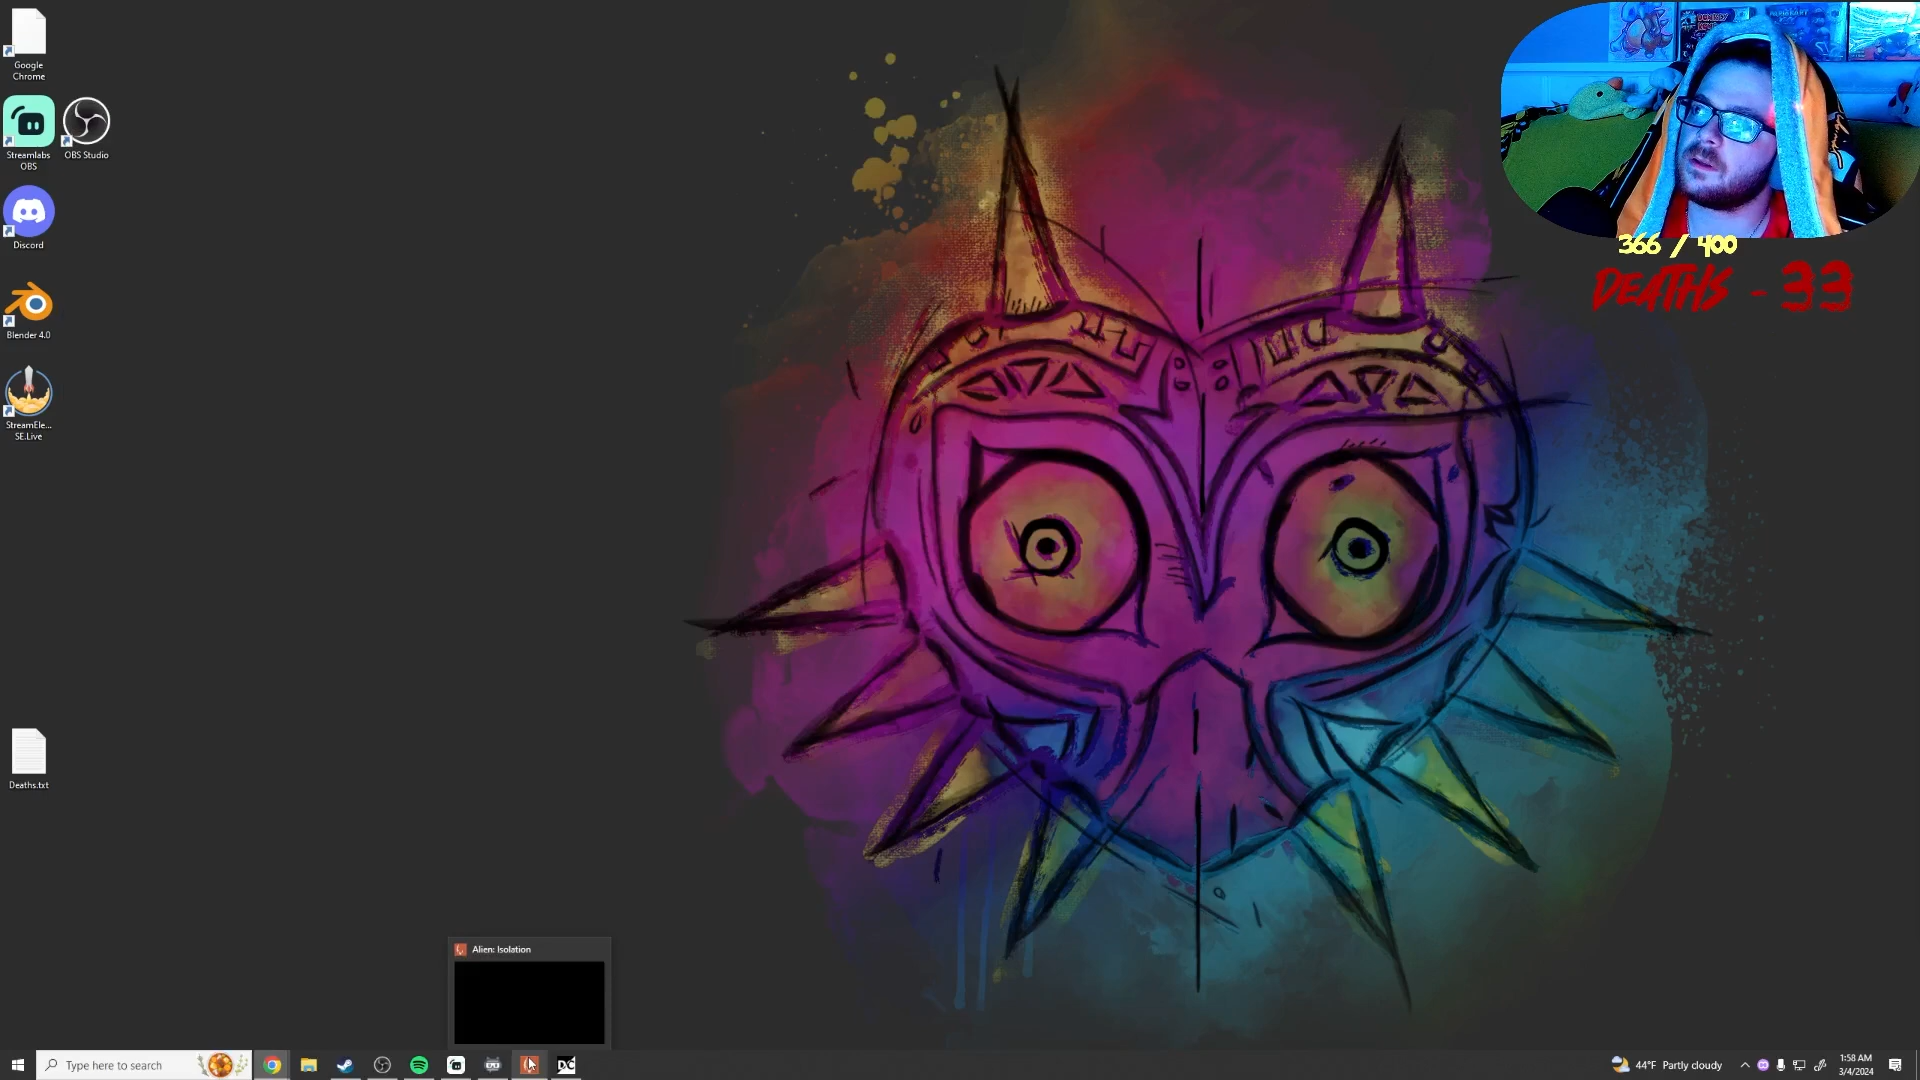 Google
Chrome
Streamlabs
OBS
OBS Studio
Discord
Blender 4.0
StreamEle...
SE.Live
Deaths.txt
366 / 400
DEATHS - 33
Alien: Isolation
Type here to search
DC
44°F Partly cloudy
1:58 AM
3/4/2024